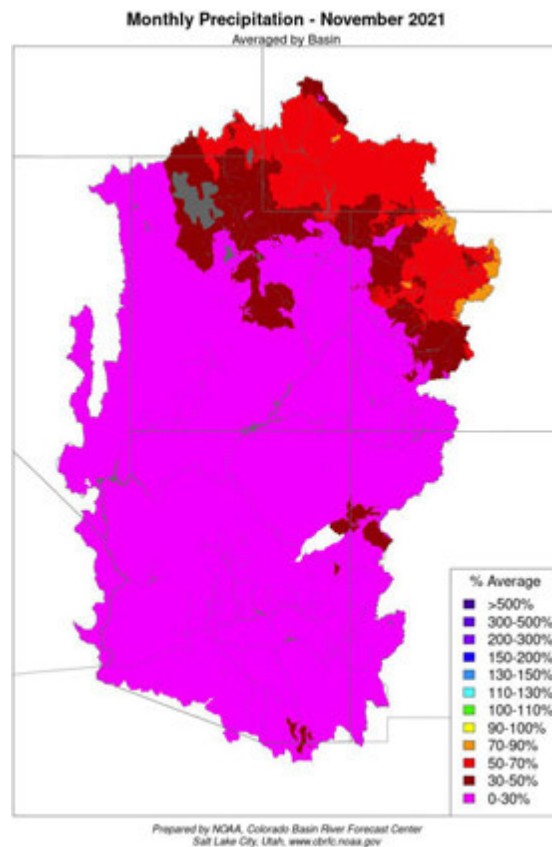 Monthly Precipitation - November 2021
Averaged by Basin
% Average
>500%
300-500%
200-300%
150-200%
130-150%
110-130%
100-110%
90-100%
70-90%
50-70%
30-50%
0-30%
Prepared by NOAA, Colorado Basin River Forecast Center
Salt Lake City, Utah, www.cbrfc.noaa.gov